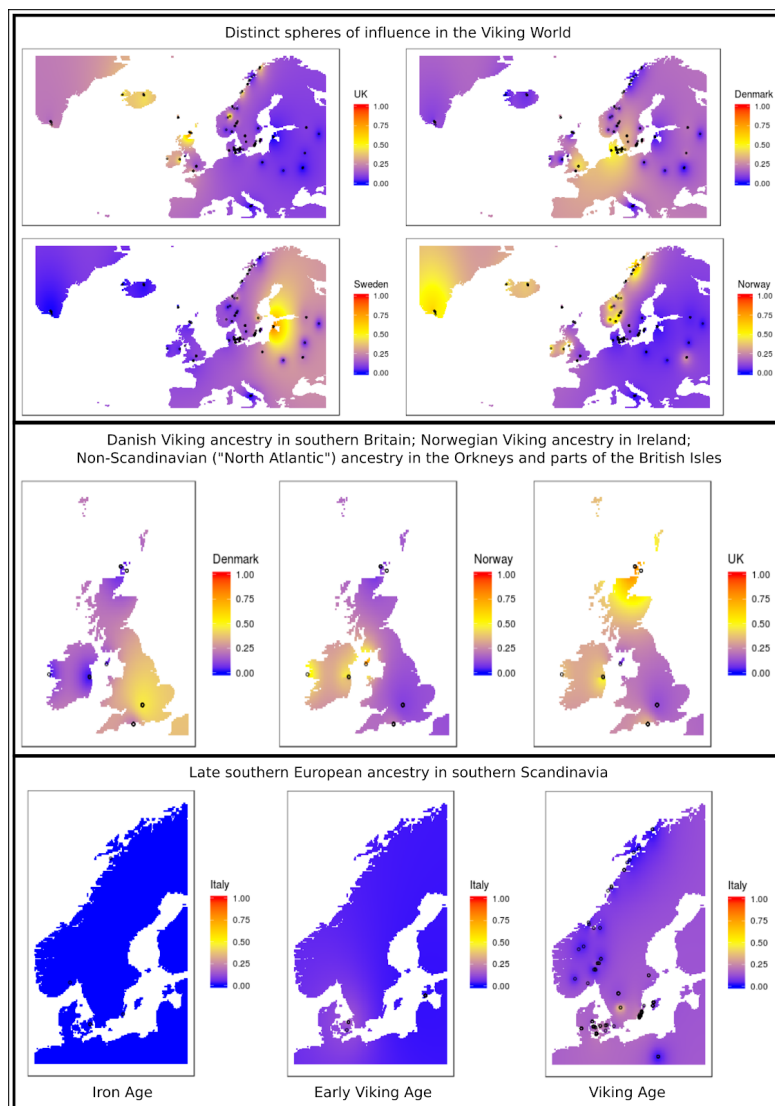 Distinct spheres of influence in the Viking World
UK
1.00
0.75
0.50
0.25
0.00
Denmark
1.00
0.75
0.50
0.25
0.00
Sweden
1.00
0.75
0.50
0.25
0.00
Norway
1.00
0.75
0.50
0.25
0.00
Danish Viking ancestry in southern Britain; Norwegian Viking ancestry in Ireland;
Non-Scandinavian ("North Atlantic") ancestry in the Orkneys and parts of the British Isles
Denmark
1.00
0.75
0.50
0.25
0.00
Norway
1.00
0.75
0.50
0.25
0.00
UK
1.00
0.75
0.50
0.25
0.00
Late southern European ancestry in southern Scandinavia
Italy
1.00
0.75
0.50
0.25
0.00
Italy
1.00
0.75
0.50
0.25
0.00
Italy
1.00
0.75
0.50
0.25
0.00
Iron Age
Early Viking Age
Viking Age